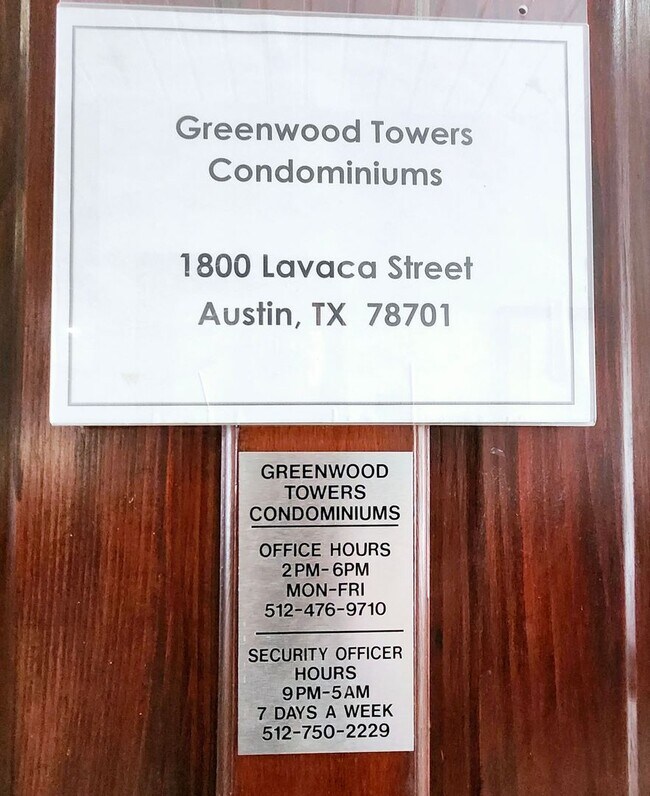 Greenwood Towers
Condominiums
1800 Lavaca Street
Austin, TX 78701
GREENWOOD
TOWERS
CONDOMINIUMS
OFFICE HOURS
2PM-6PM
MON-FRI
512-476-9710
SECURITY OFFICER
HOURS
9PM-5AM
7 DAYS A WEEK
512-750-2229